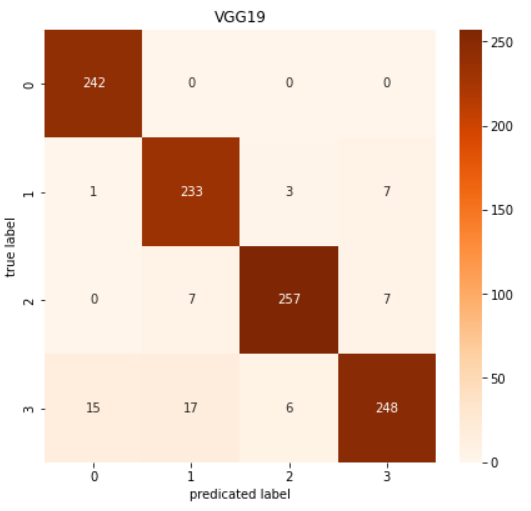 VGG19
0 242 0 0 0
1 1 233 3 7
2 0 7 257 7
3 15 17 6 248
0 1 2 3
true label
predicated label
250
200
150
100
50
0